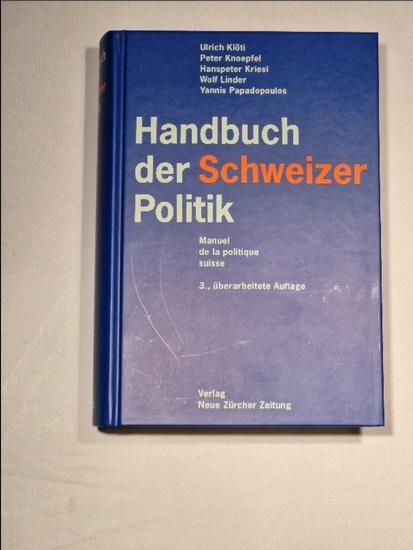 Ulrich Klöti
Peter Knoepfel
Hanspeter Kriesi
Wolf Linder
Yannis Papadopoulos
Handbuch
der Schweizer
Politik
Manuel
de la politique
suisse
3., überarbeitete Auflage
Verlag
Neue Zürcher Zeitung